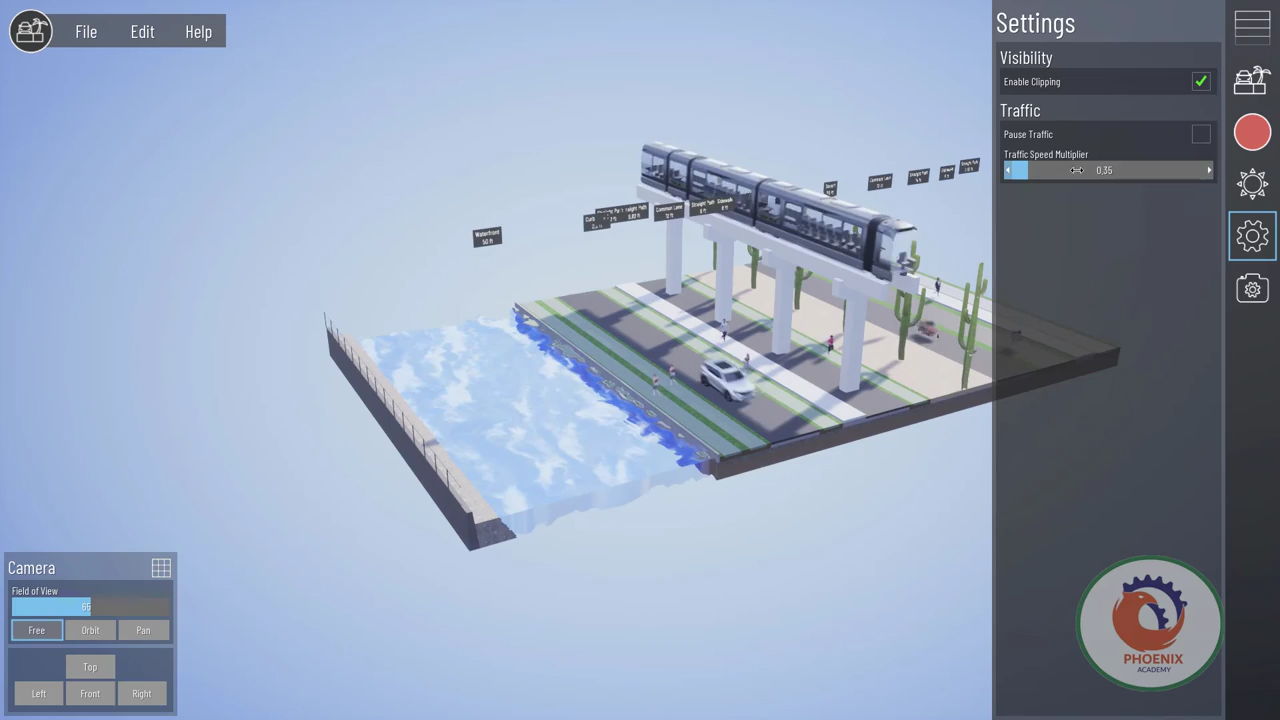 File Edit Help
Settings
Visibility
Enable Clipping
Traffic
Pause Traffic
Traffic Speed Multiplier
0,35
Waterfront
50 ft
Common Lane
Straight Path
Sidewalk
Camera
Field of View
65
Free Orbit Pan
Top
Left Front Right
PHOENIX
ACADEMY